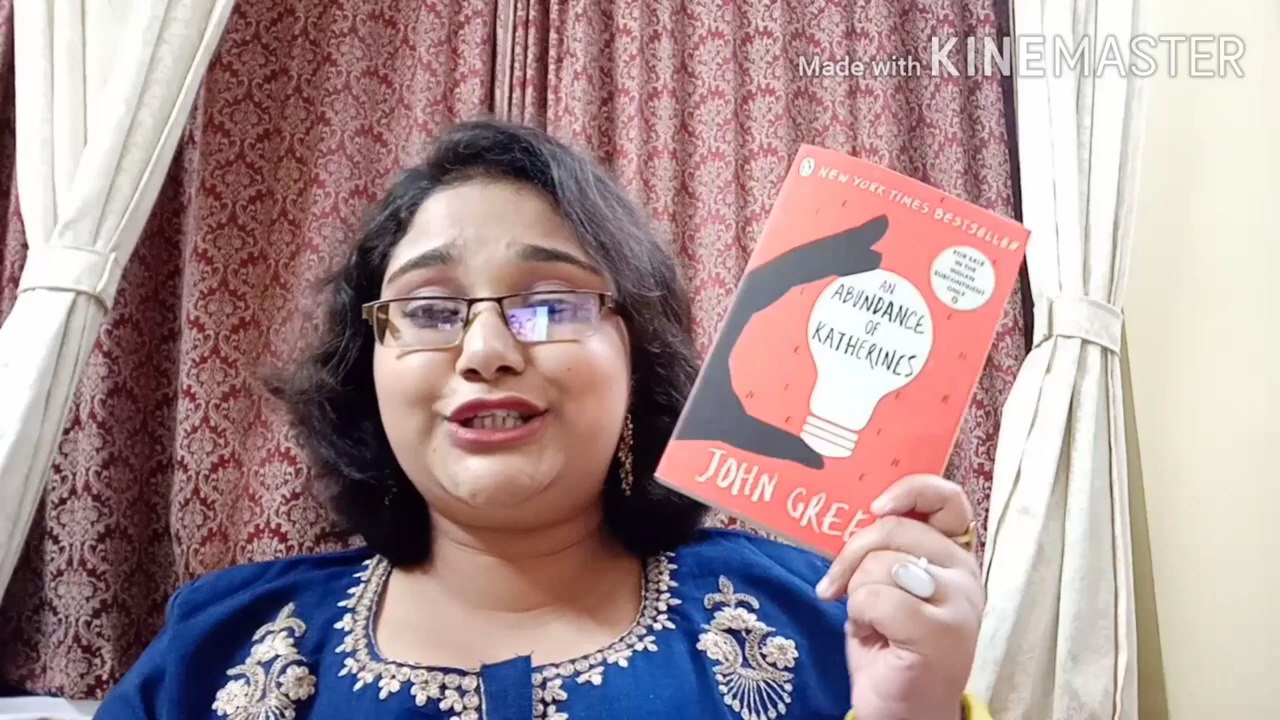 Made with KINEMASTER
NEW YORK TIMES BESTSELLER
FOR SALE
IN THE
INDIAN
SUBCONTINENT
ONLY
AN
ABUNDANCE
OF
KATHERINES
JOHN GREE